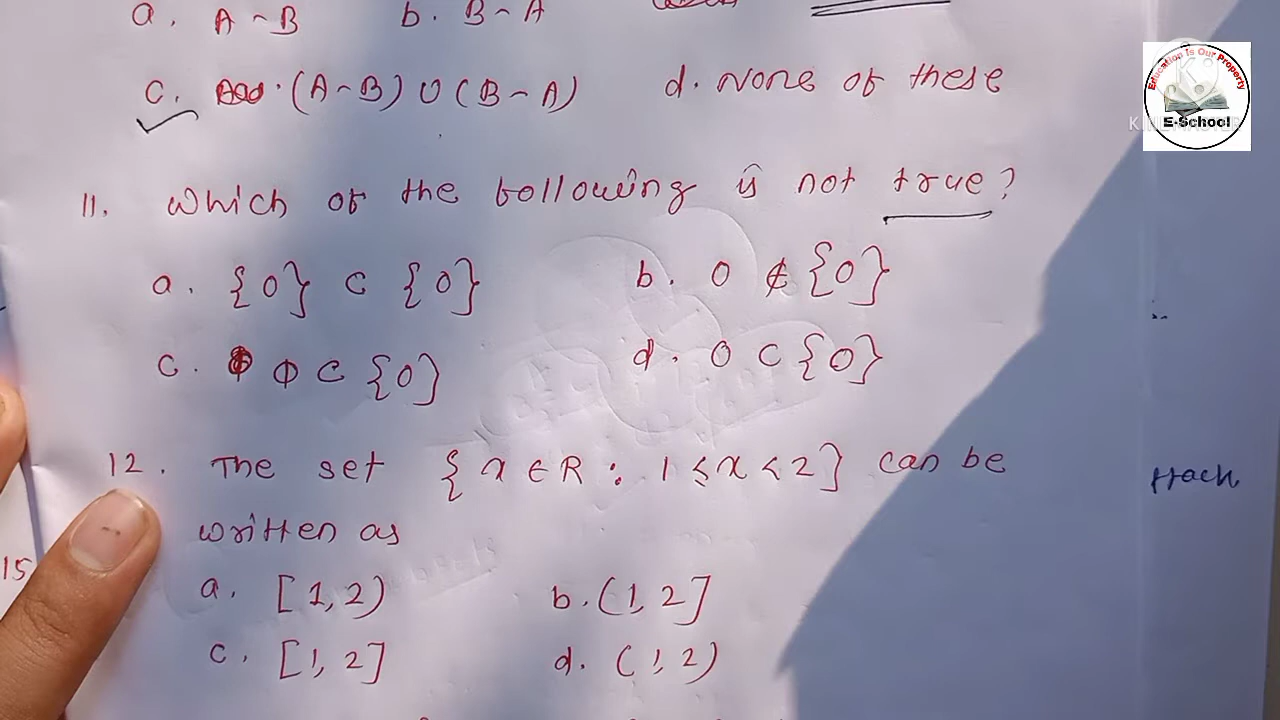 a. A ~ B b. B ~ A
c. (A ~ B) ∪ (B ~ A) d. None of these
11. Which of the following is not true?
a. {0} ⊂ {0} b. 0 ∉ {0}
c. ϕ ⊂ {0} d. 0 ⊂ {0}
12. The set {x ∈ R : 1 ≤ x < 2} can be
written as
a. [1, 2) b. (1, 2]
c. [1, 2] d. (1, 2)
15
Education Is Our Property
E-School